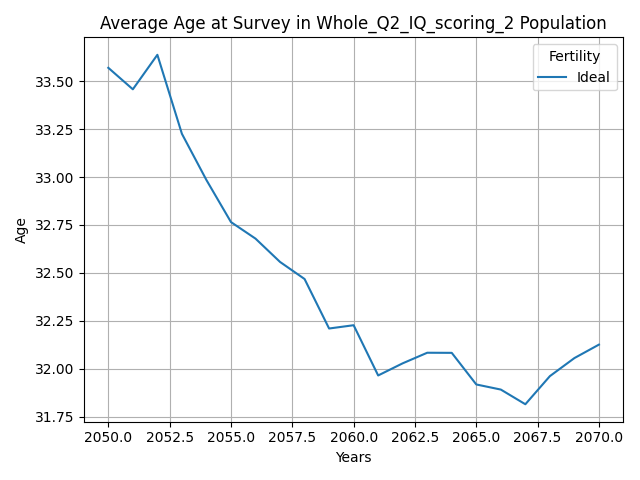 Average Age at Survey in Whole_Q2_IQ_scoring_2 Population
Fertility
Ideal
33.50
33.25
33.00
32.75
32.50
32.25
32.00
31.75
Age
2050.0 2052.5 2055.0 2057.5 2060.0 2062.5 2065.0 2067.5 2070.0
Years